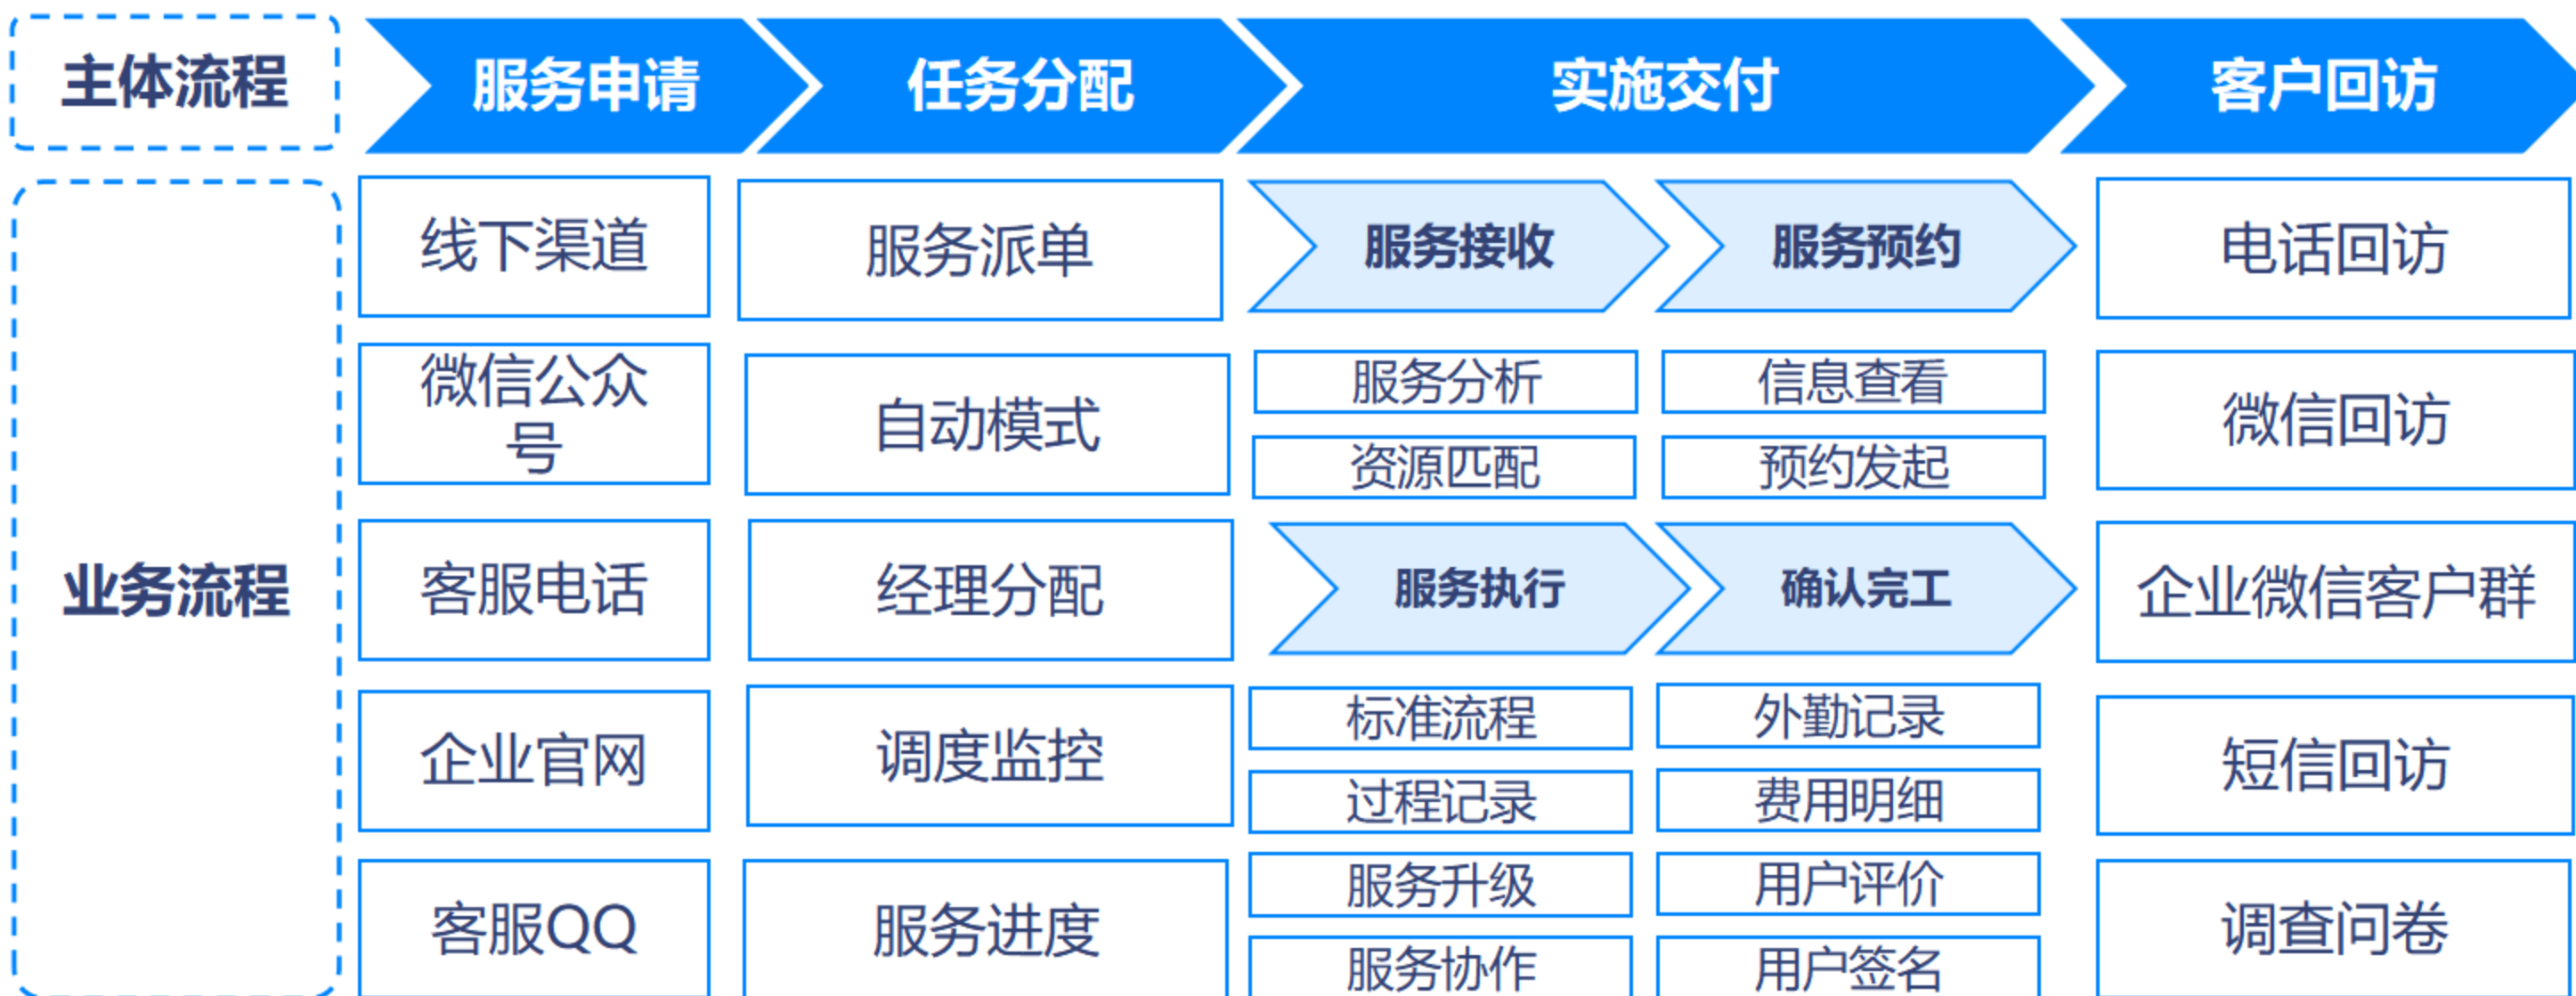 主体流程
服务申请
任务分配
实施交付
客户回访
业务流程
线下渠道
微信公众
号
客服电话
企业官网
客服QQ
服务派单
自动模式
经理分配
调度监控
服务进度
服务接收
服务预约
服务分析
信息查看
资源匹配
预约发起
服务执行
确认完工
标准流程
外勤记录
过程记录
费用明细
服务升级
用户评价
服务协作
用户签名
电话回访
微信回访
企业微信客户群
短信回访
调查问卷